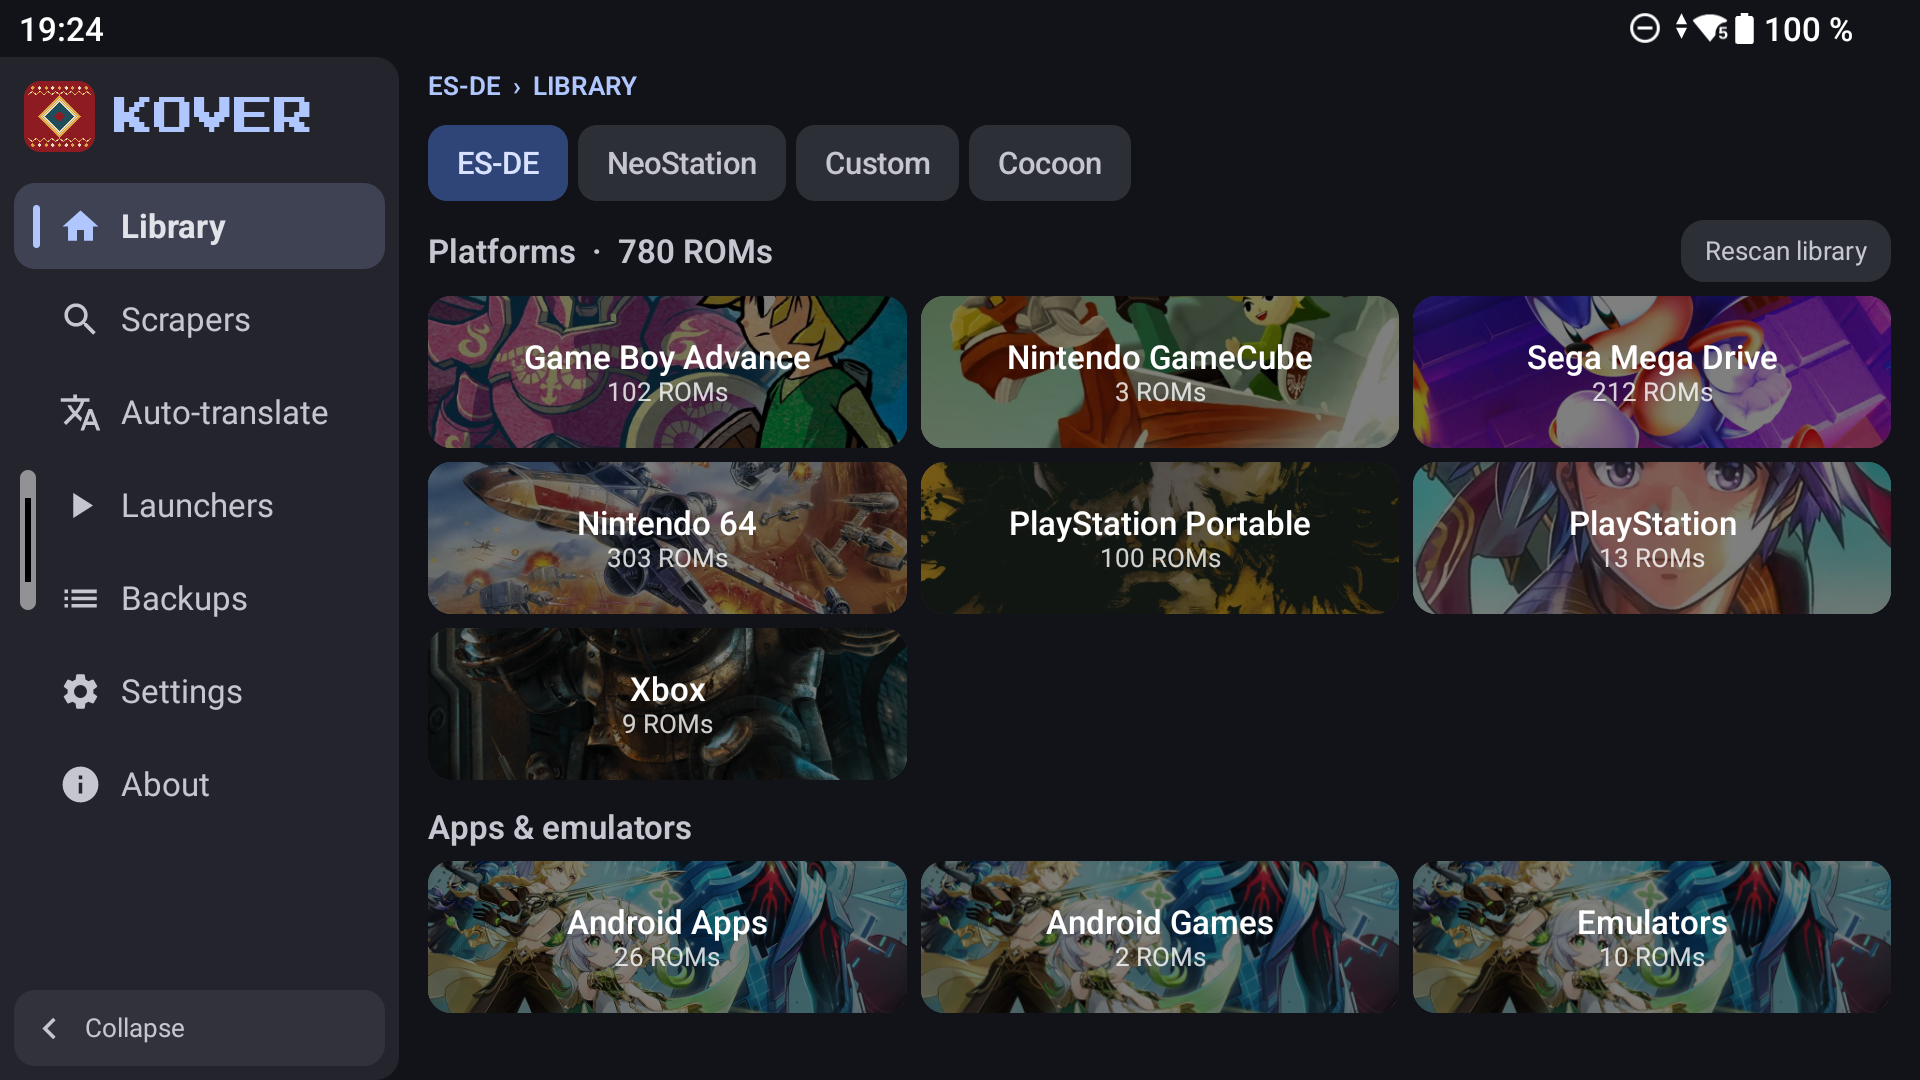 19:24
100 %
KOVER
Library
Scrapers
Auto-translate
Launchers
Backups
Settings
About
Collapse
ES-DE › LIBRARY
ES-DE
NeoStation
Custom
Cocoon
Platforms · 780 ROMs
Rescan library
Game Boy Advance
102 ROMs
Nintendo GameCube
3 ROMs
Sega Mega Drive
212 ROMs
Nintendo 64
303 ROMs
PlayStation Portable
100 ROMs
PlayStation
13 ROMs
Xbox
9 ROMs
Apps & emulators
Android Apps
26 ROMs
Android Games
2 ROMs
Emulators
10 ROMs